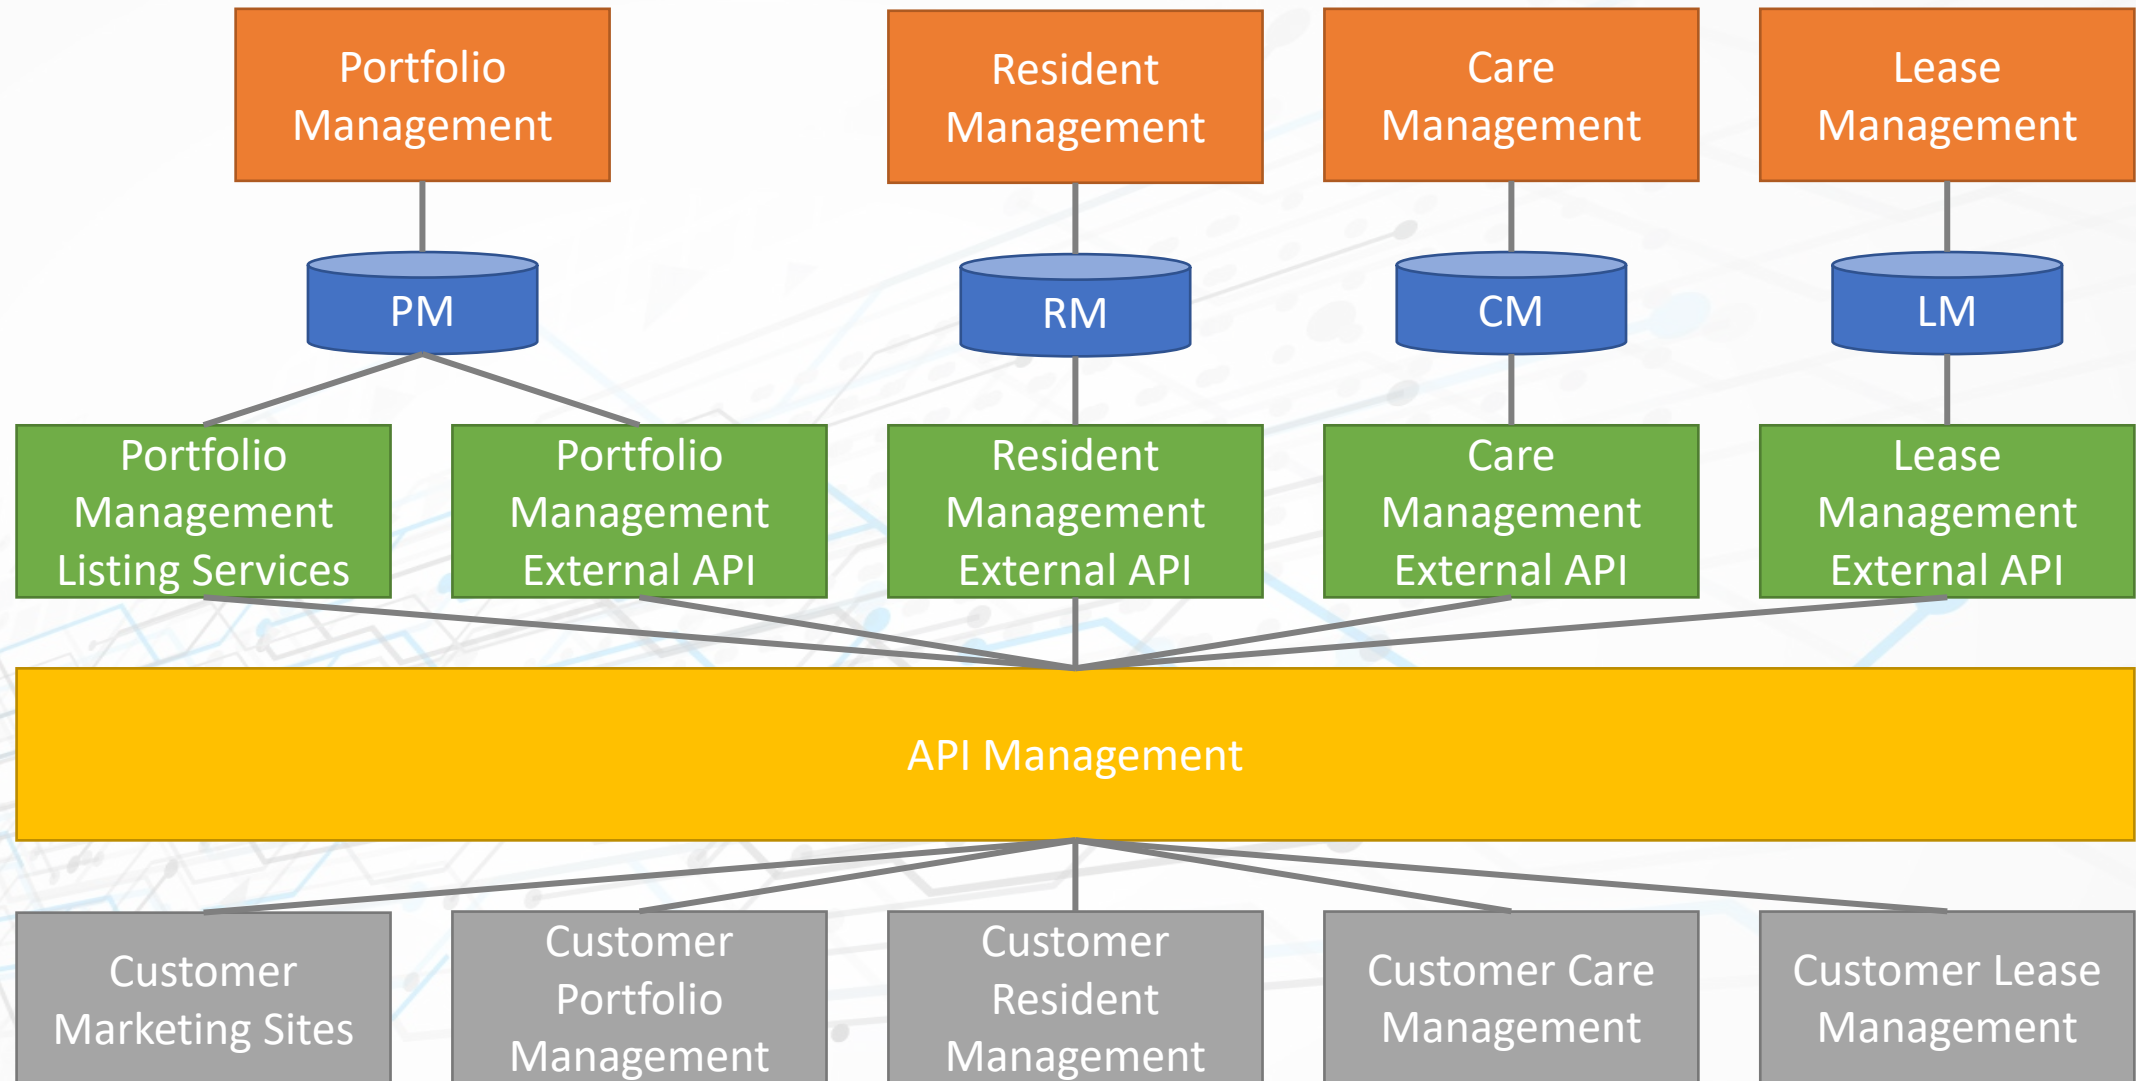 Portfolio
Management
Resident
Management
Care
Management
Lease
Management
PM
RM
CM
LM
Portfolio
Management
Listing Services
Portfolio
Management
External API
Resident
Management
External API
Care
Management
External API
Lease
Management
External API
API Management
Customer
Marketing Sites
Customer
Portfolio
Management
Customer
Resident
Management
Customer Care
Management
Customer Lease
Management